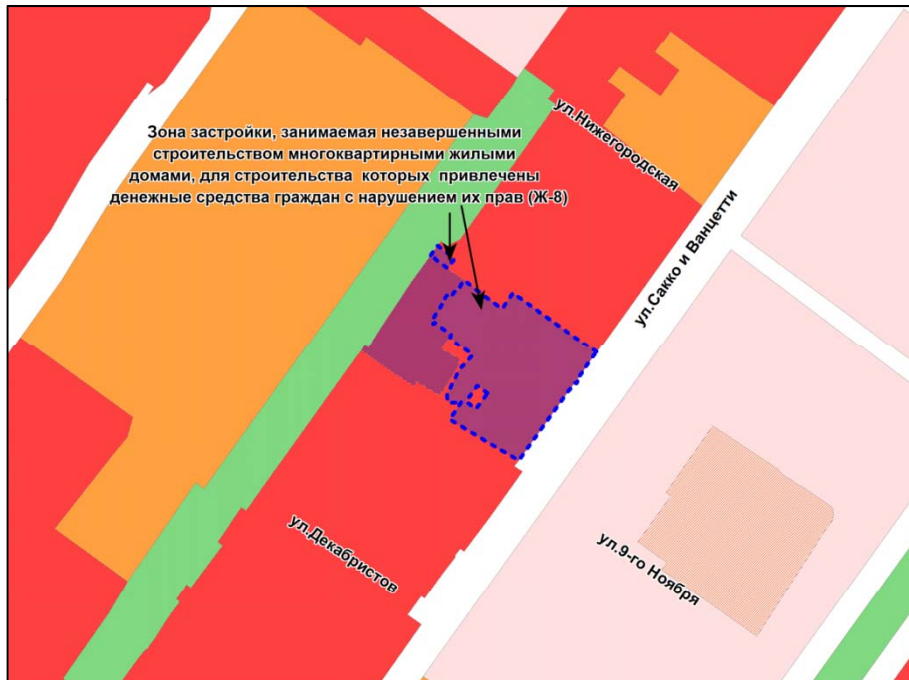 ул.Нижегородская
Зона застройки, занимаемая незавершенными
строительством многоквартирными жилыми
домами, для строительства которых привлечены
денежные средства граждан с нарушением их прав (Ж-8)
ул.Сакко и Ванцетти
ул.Декабристов
ул.9-го Ноября